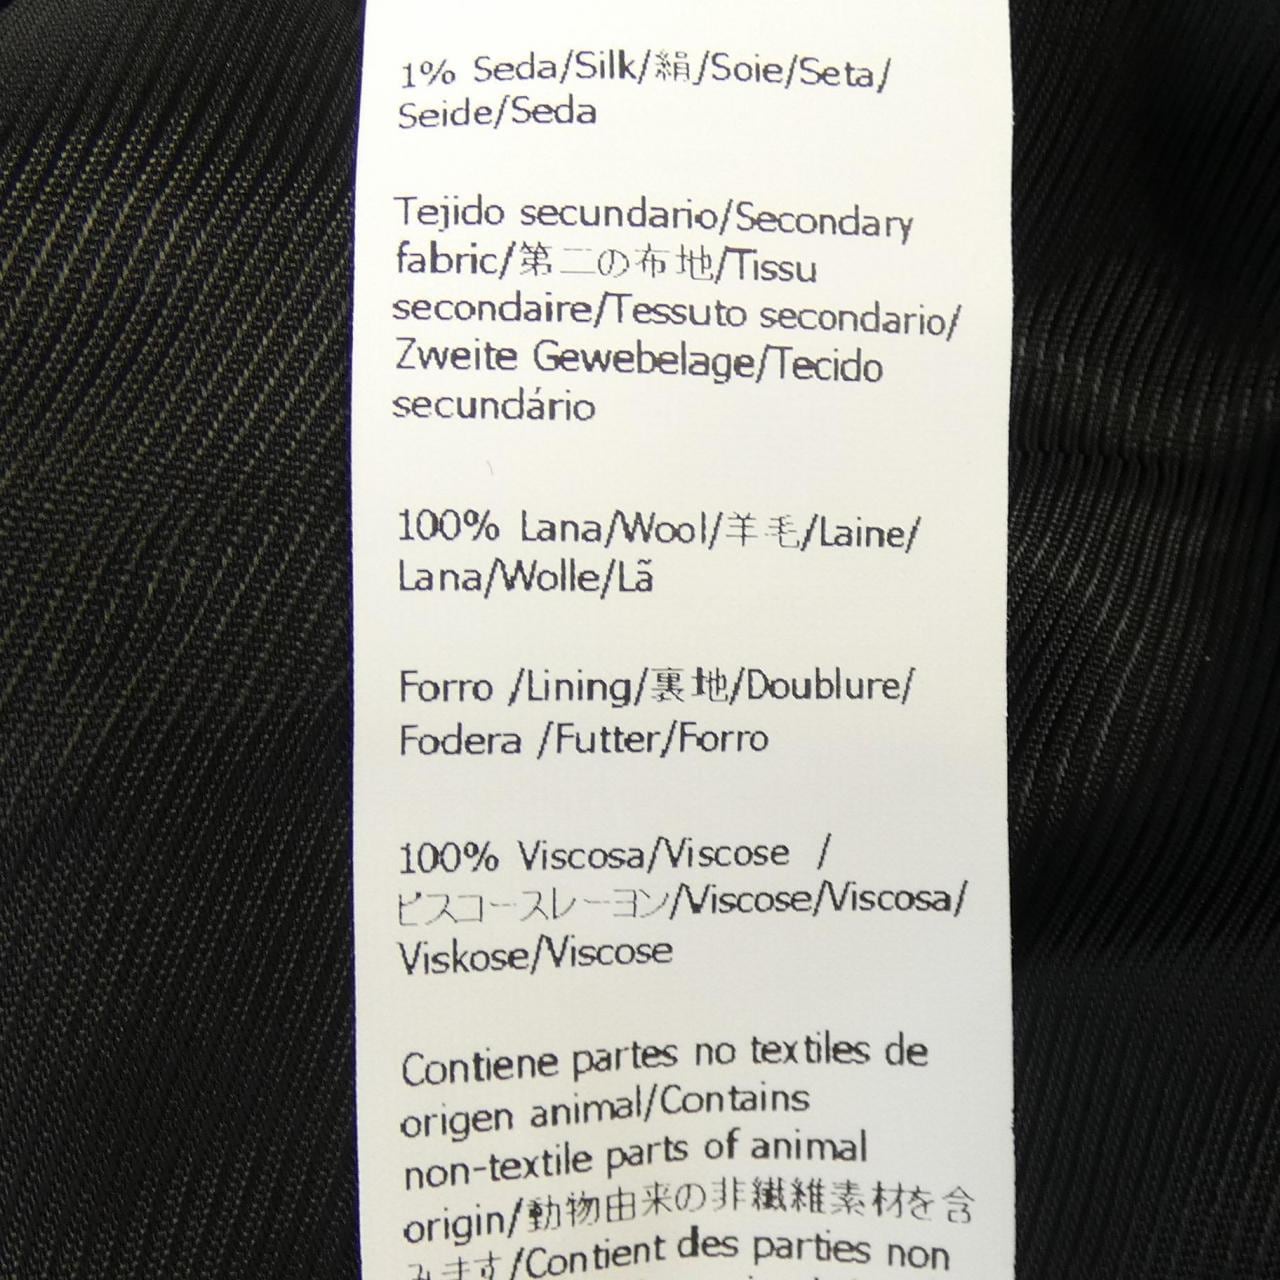 1% Seda/Silk/絹/Soie/Seta/
Seide/Seda
Tejido secundario/Secondary
fabric/第二の布地/Tissu
secondaire/Tessuto secondario/
Zweite Gewebelage/Tecido
secundário
100% Lana/Wool/羊毛/Laine/
Lana/Wolle/Lã
Forro /Lining/裏地/Doublure/
Fodera /Futter/Forro
100% Viscosa/Viscose /
ビスコースレーヨン/Viscose/Viscosa/
Viskose/Viscose
Contiene partes no textiles de
origen animal/Contains
non-textile parts of animal
origin/動物由来の非繊維素材を含
みます/Contient des parties non